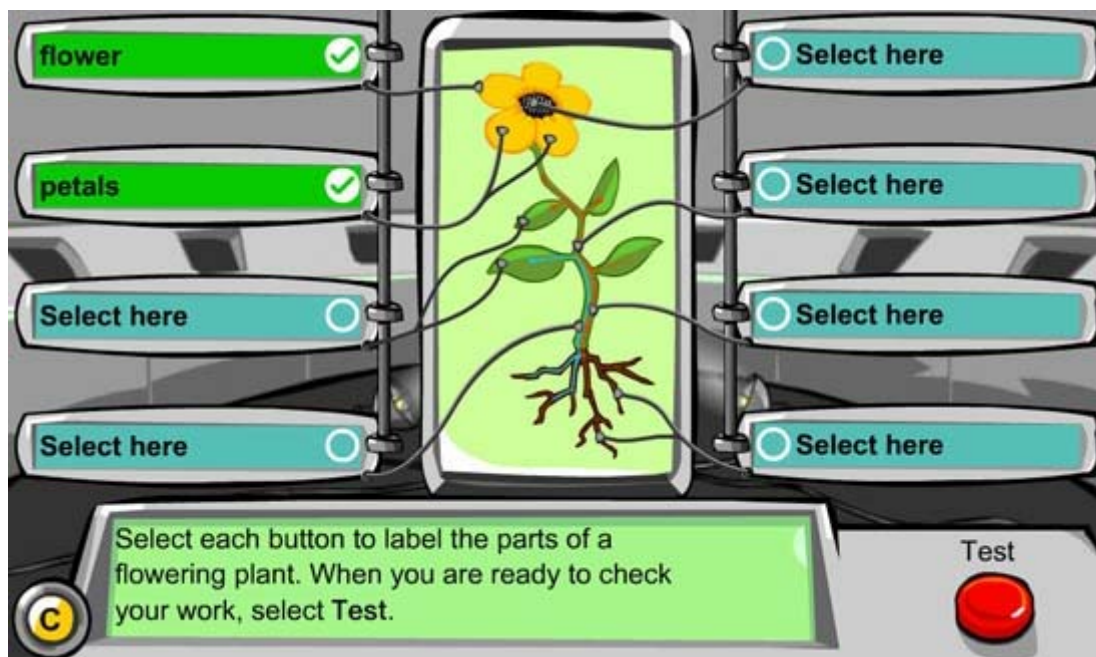 flower
Select here
petals
Select here
Select here
Select here
Select here
Select here
Select each button to label the parts of a
flowering plant. When you are ready to check
your work, select Test.
Test
C